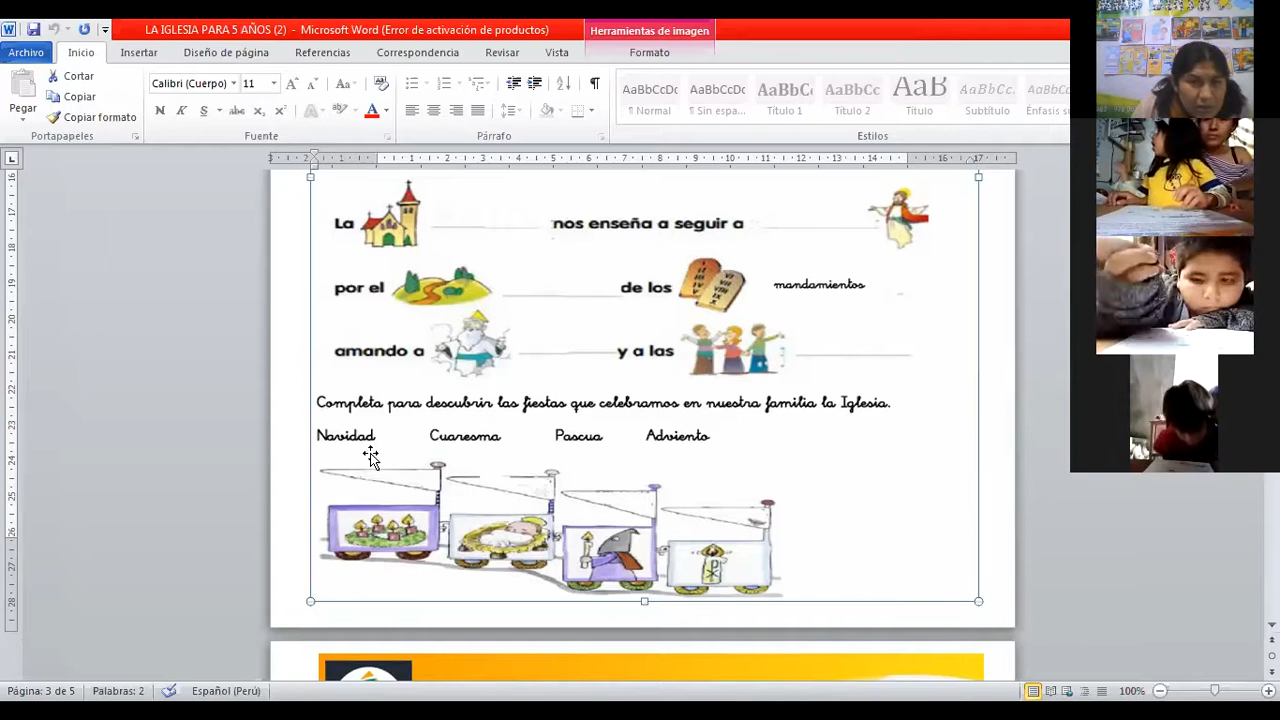 LA IGLESIA PARA 5 AÑOS (2) - Microsoft Word (Error de activación de productos)
Herramientas de imagen
Archivo Inicio Insertar Diseño de página Referencias Correspondencia Revisar Vista Formato
Cortar
Copiar
Copiar formato
Pegar
Calibri (Cuerpo) 11
AaBbCcDc AaBbCcDc AaBbCc AaBbCc AaB AaBbCc
¶ Normal ¶ Sin espa... Título 1 Título 2 Título Subtítulo Énfasis
Portapapeles Fuente Párrafo Estilos
La nos enseña a seguir a
por el de los mandamientos
amando a y a las
Completa para descubrir las fiestas que celebramos en nuestra familia la Iglesia.
Navidad Cuaresma Pascua Adviento
Página: 3 de 5 Palabras: 2 Español (Perú) 100%